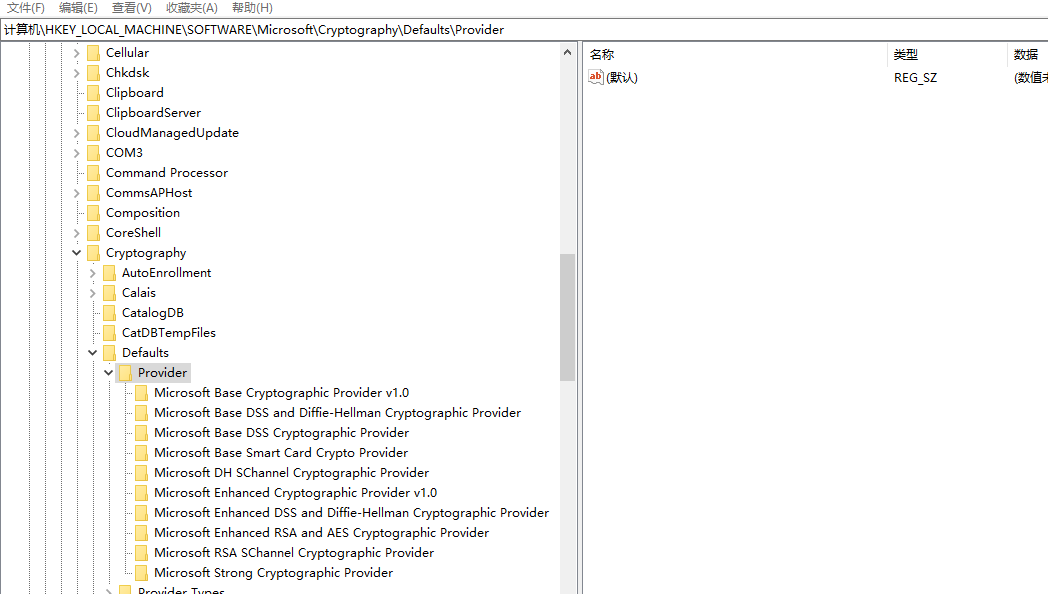 文件(F) 编辑(E) 查看(V) 收藏夹(A) 帮助(H)
计算机\HKEY_LOCAL_MACHINE\SOFTWARE\Microsoft\Cryptography\Defaults\Provider
Cellular
Chkdsk
Clipboard
ClipboardServer
CloudManagedUpdate
COM3
Command Processor
CommsAPHost
Composition
CoreShell
Cryptography
AutoEnrollment
Calais
CatalogDB
CatDBTempFiles
Defaults
Provider
Microsoft Base Cryptographic Provider v1.0
Microsoft Base DSS and Diffie-Hellman Cryptographic Provider
Microsoft Base DSS Cryptographic Provider
Microsoft Base Smart Card Crypto Provider
Microsoft DH SChannel Cryptographic Provider
Microsoft Enhanced Cryptographic Provider v1.0
Microsoft Enhanced DSS and Diffie-Hellman Cryptographic Provider
Microsoft Enhanced RSA and AES Cryptographic Provider
Microsoft RSA SChannel Cryptographic Provider
Microsoft Strong Cryptographic Provider
Provider Types
名称 类型 数据
ab (默认) REG_SZ (数值未